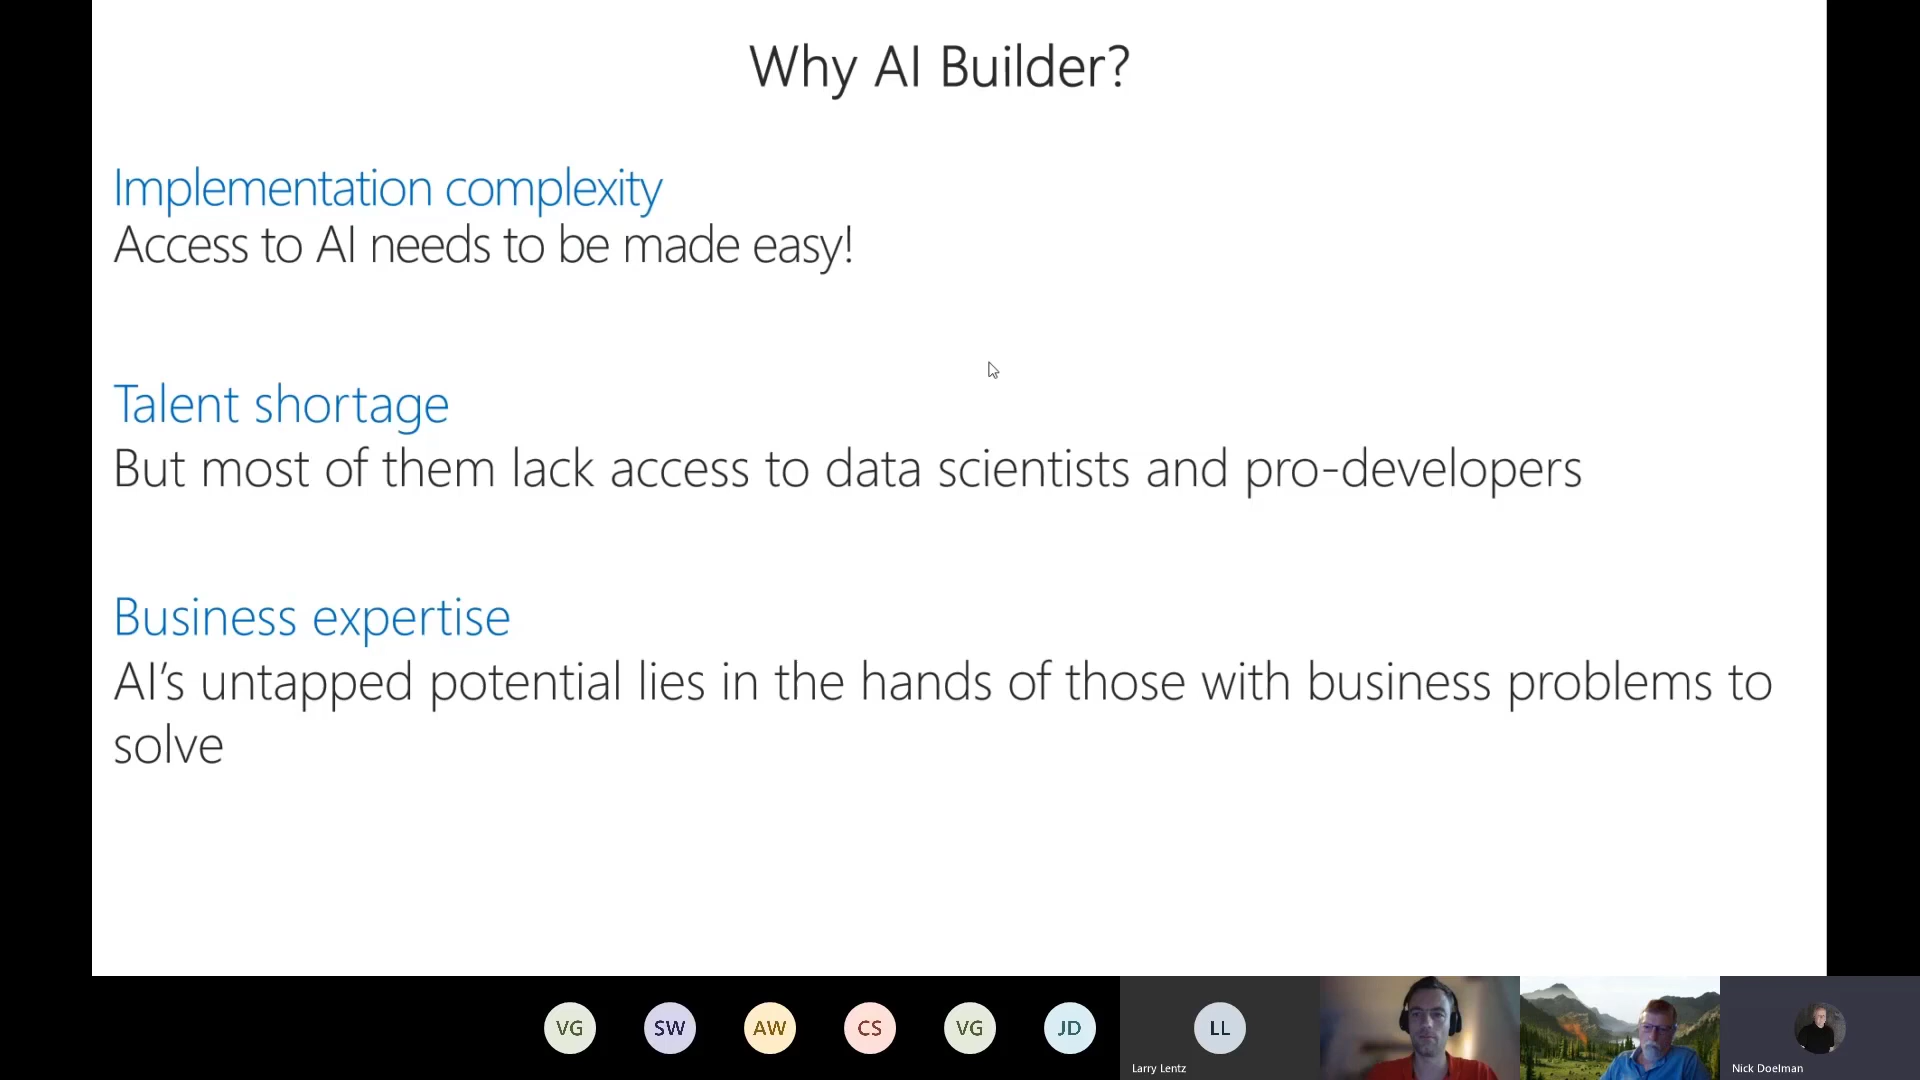 Why AI Builder?
Implementation complexity
Access to AI needs to be made easy!
Talent shortage
But most of them lack access to data scientists and pro-developers
Business expertise
AI’s untapped potential lies in the hands of those with business problems to
solve
VG SW AW CS VG JD LL
Larry Lentz
Nick Doelman